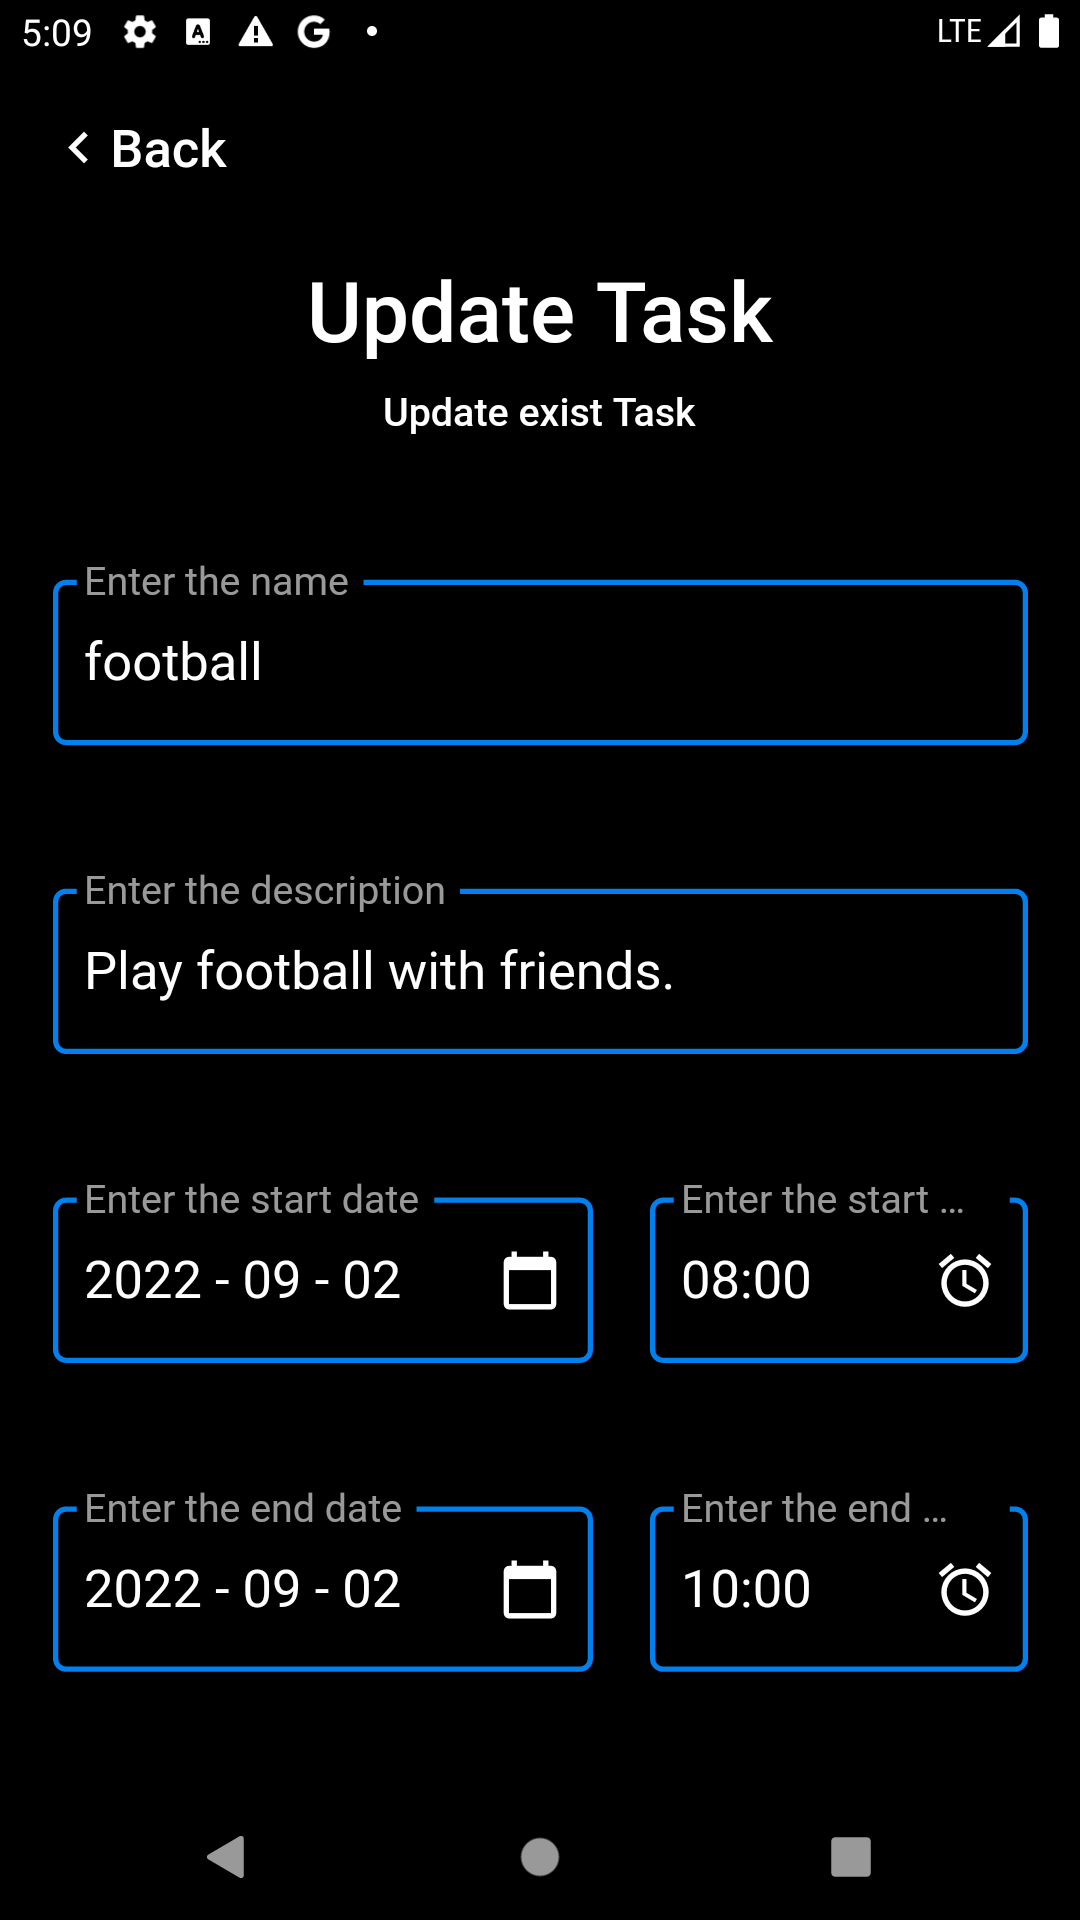 5:09 LTE
Back
Update Task
Update exist Task
Enter the name
football
Enter the description
Play football with friends.
Enter the start date Enter the start ...
2022 - 09 - 02 08:00
Enter the end date Enter the end ...
2022 - 09 - 02 10:00